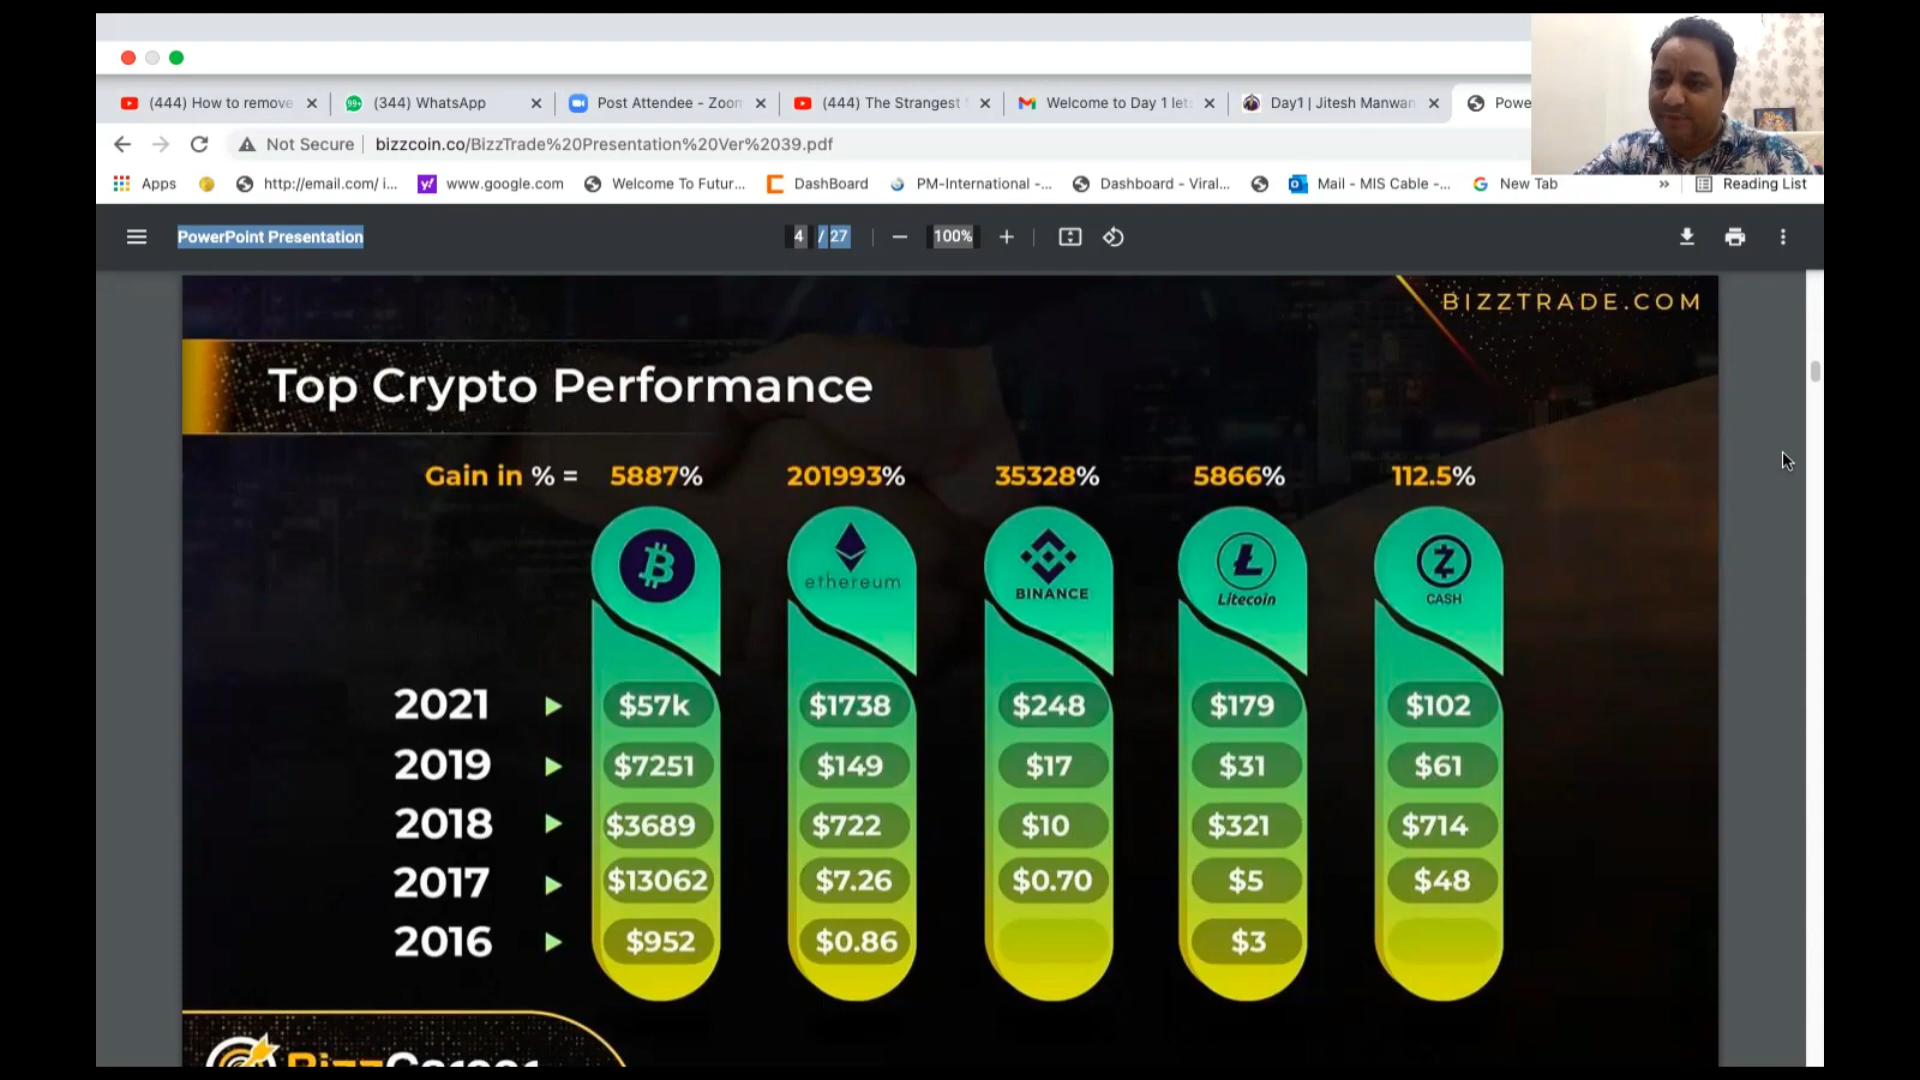 (444) How to remove
(344) WhatsApp
Post Attendee - Zoom
(444) The Strangest
Welcome to Day 1 let
Day1 | Jitesh Manwan
Powe
Not Secure
bizzcoin.co/BizzTrade%20Presentation%20Ver%2039.pdf
Apps
http://email.com/ i...
www.google.com
Welcome To Futur...
DashBoard
PM-International -...
Dashboard - Viral...
Mail - MIS Cable -...
New Tab
»
Reading List
PowerPoint Presentation
4 / 27
100%
BIZZTRADE.COM
Top Crypto Performance
Gain in % = 5887% 201993% 35328% 5866% 112.5%
ethereum BINANCE Litecoin CASH
2021 $57k $1738 $248 $179 $102
2019 $7251 $149 $17 $31 $61
2018 $3689 $722 $10 $321 $714
2017 $13062 $7.26 $0.70 $5 $48
2016 $952 $0.86 $3